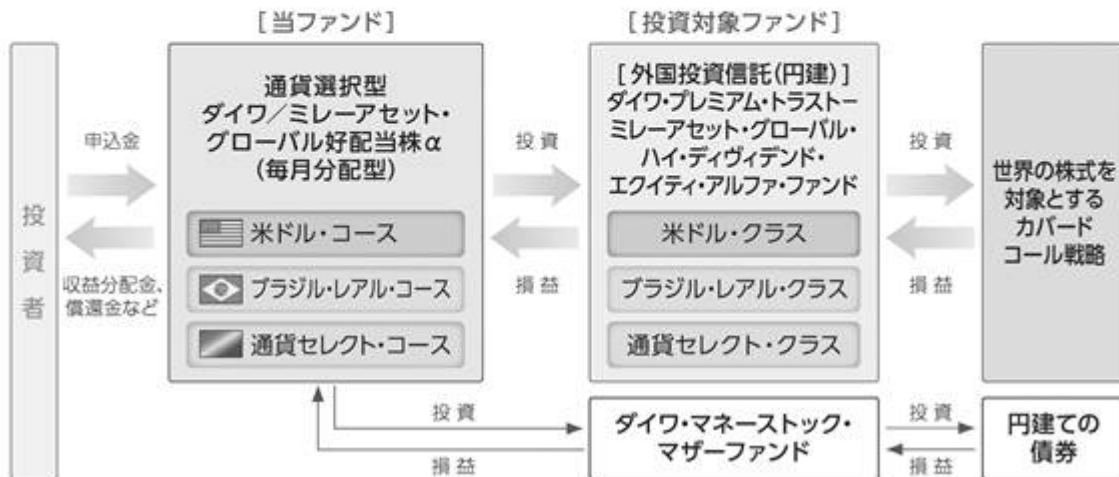 [当ファンド]
[投資対象ファンド]
投資者
申込金
収益分配金、
償還金など
通貨選択型
ダイワ／ミレーアセット・
グローバル好配当株α
(毎月分配型)
米ドル・コース
ブラジル・レアル・コース
通貨セレクト・コース
投資
損益
[外国投資信託(円建)]
ダイワ・プレミアム・トラスト－
ミレーアセット・グローバル・
ハイ・ディヴィデンド・
エクイティ・アルファ・ファンド
米ドル・クラス
ブラジル・レアル・クラス
通貨セレクト・クラス
投資
損益
世界の株式を
対象とする
カバード
コール戦略
投資
損益
ダイワ・マネーストック・
マザーファンド
投資
損益
円建ての
債券